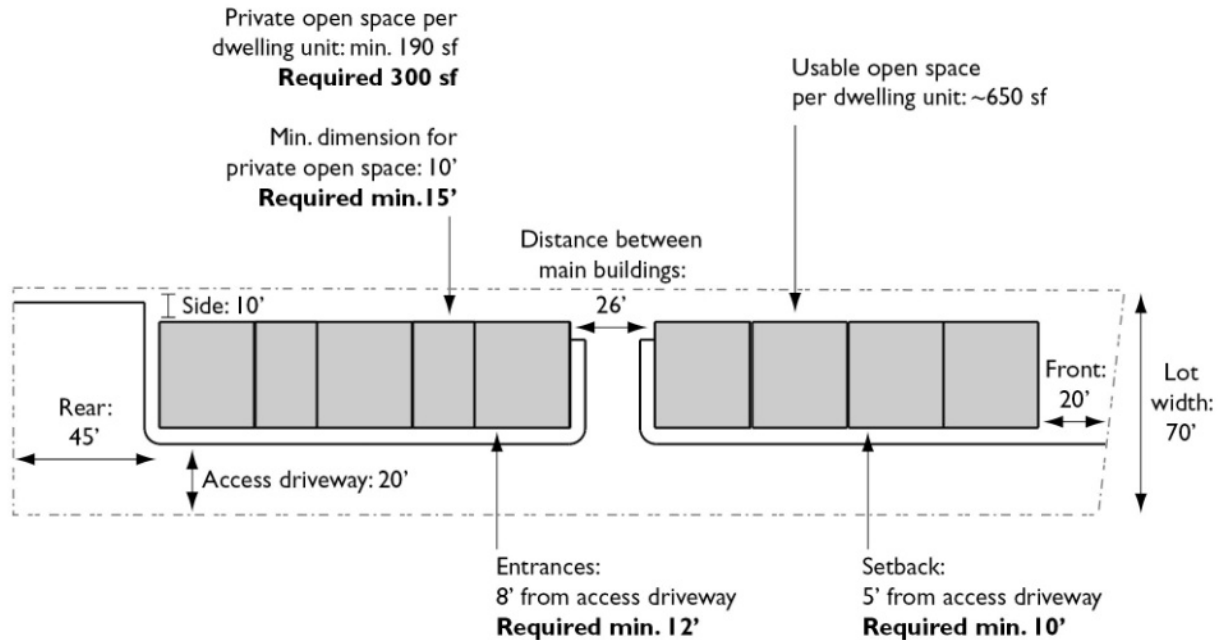 Private open space per
dwelling unit: min. 190 sf
Required 300 sf
Usable open space
per dwelling unit: ~650 sf
Min. dimension for
private open space: 10’
Required min. 15’
Distance between
main buildings:
26’
Side: 10’
Front:
20’
Lot
width:
70’
Rear:
45’
Access driveway: 20’
Entrances:
8’ from access driveway
Required min. 12’
Setback:
5’ from access driveway
Required min. 10’